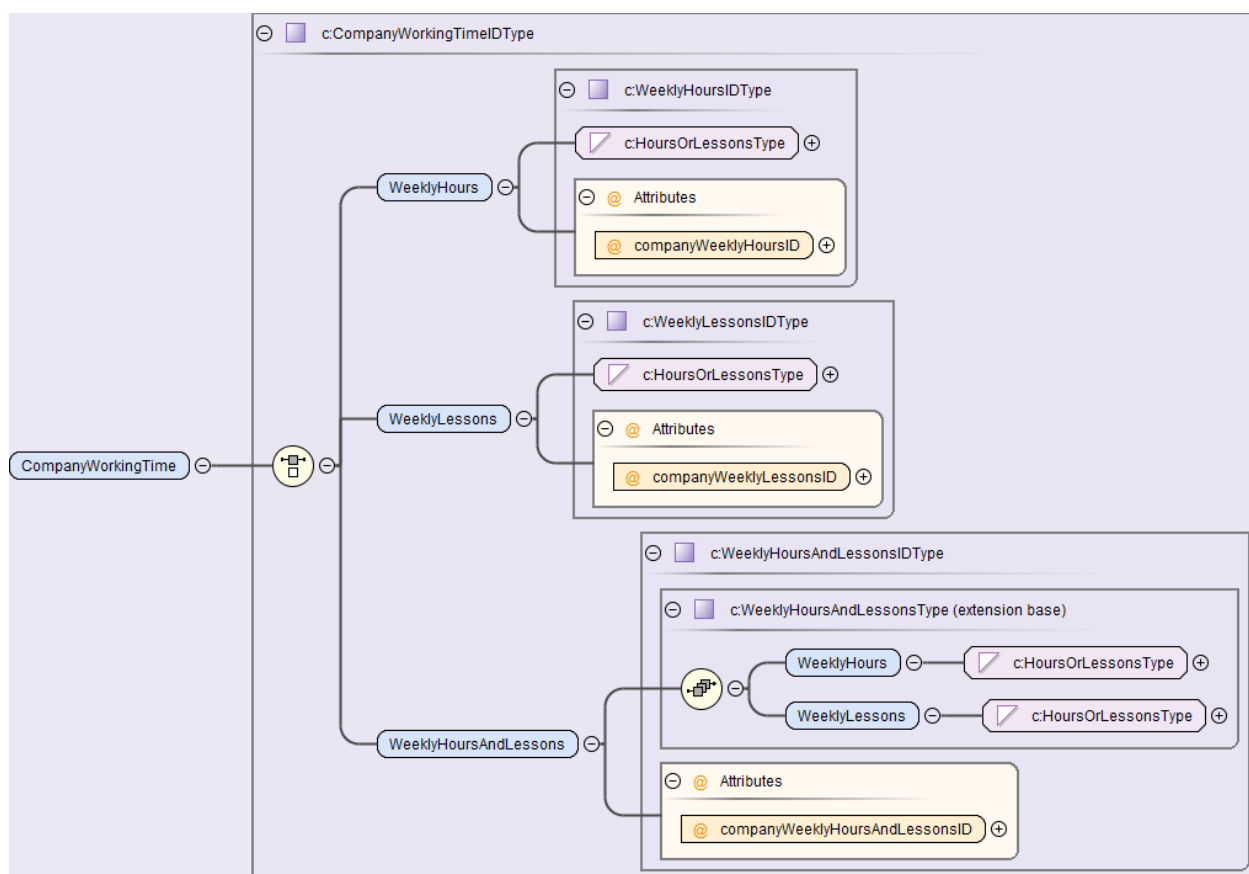 c:CompanyWorkingTimeIDType
c:WeeklyHoursIDType
c:HoursOrLessonsType
WeeklyHours
@ Attributes
@ companyWeeklyHoursID
c:WeeklyLessonsIDType
c:HoursOrLessonsType
WeeklyLessons
@ Attributes
CompanyWorkingTime
@ companyWeeklyLessonsID
c:WeeklyHoursAndLessonsIDType
c:WeeklyHoursAndLessonsType (extension base)
WeeklyHours
c:HoursOrLessonsType
WeeklyLessons
c:HoursOrLessonsType
WeeklyHoursAndLessons
@ Attributes
@ companyWeeklyHoursAndLessonsID